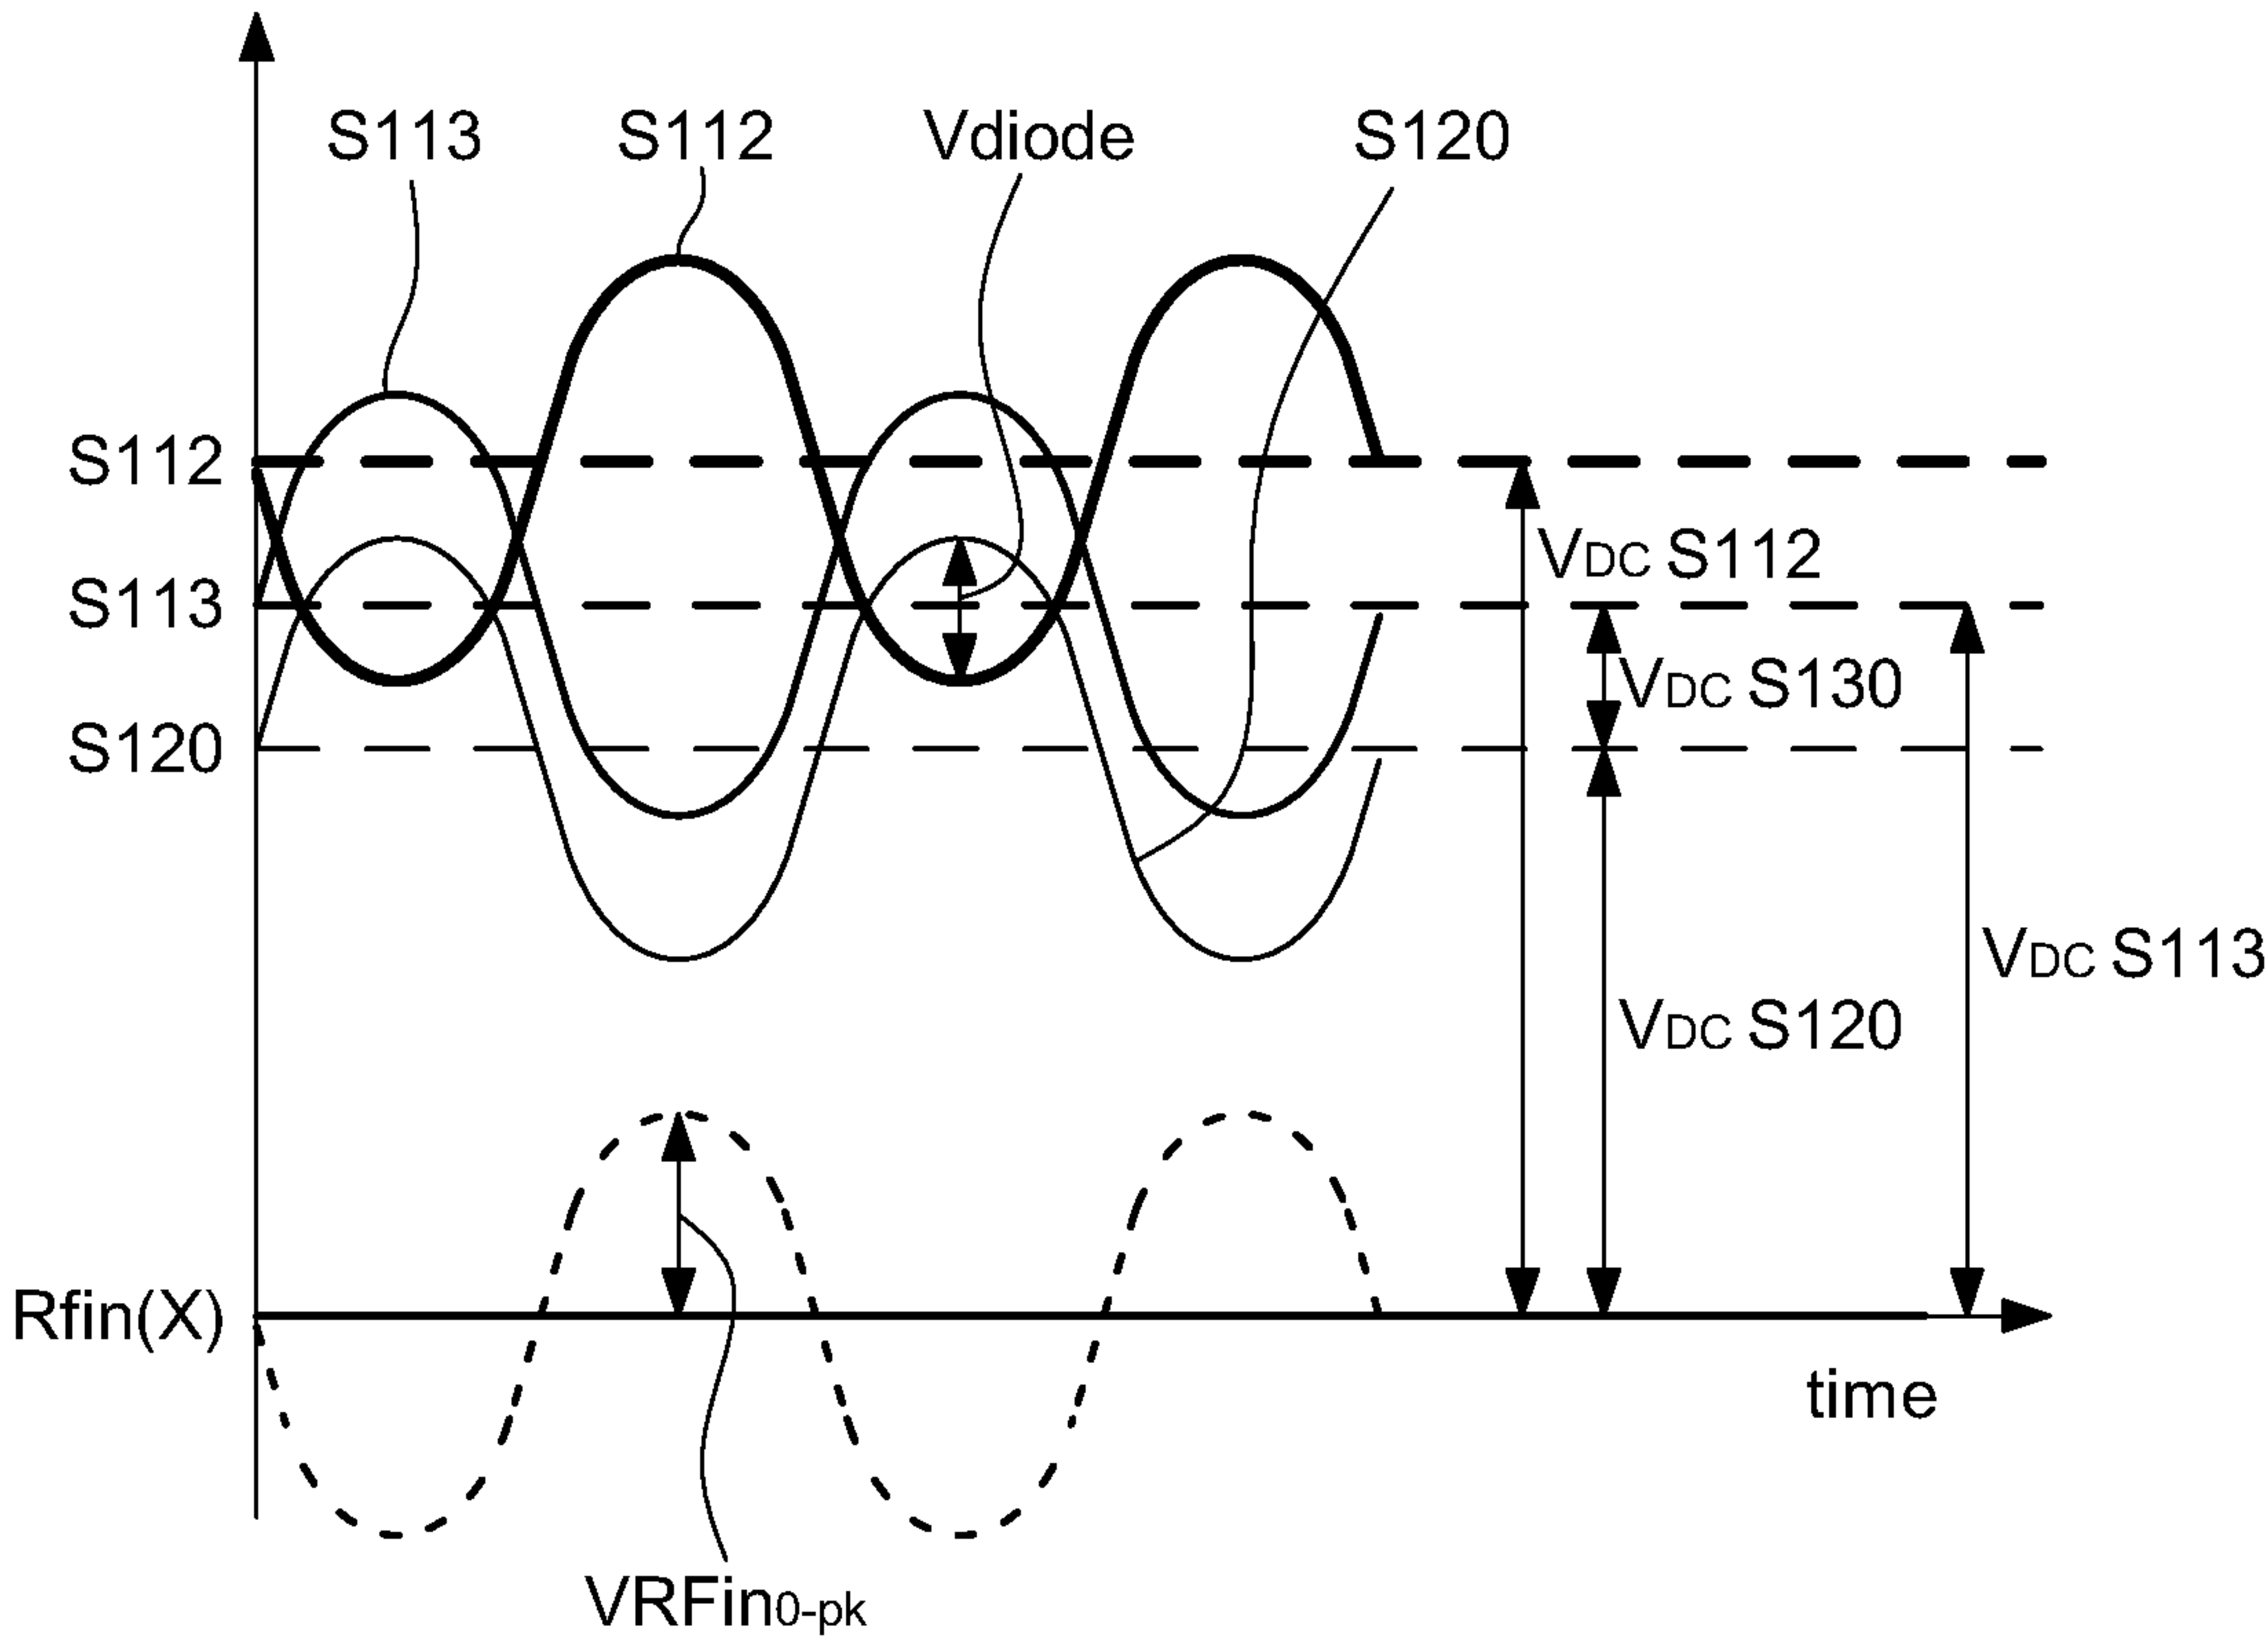 S113
S112
Vdiode
S120
S112
VDC S112
S113
VDC S130
S120
VDC S113
VDC S120
Rfin(X)
time
VRFin0-pk